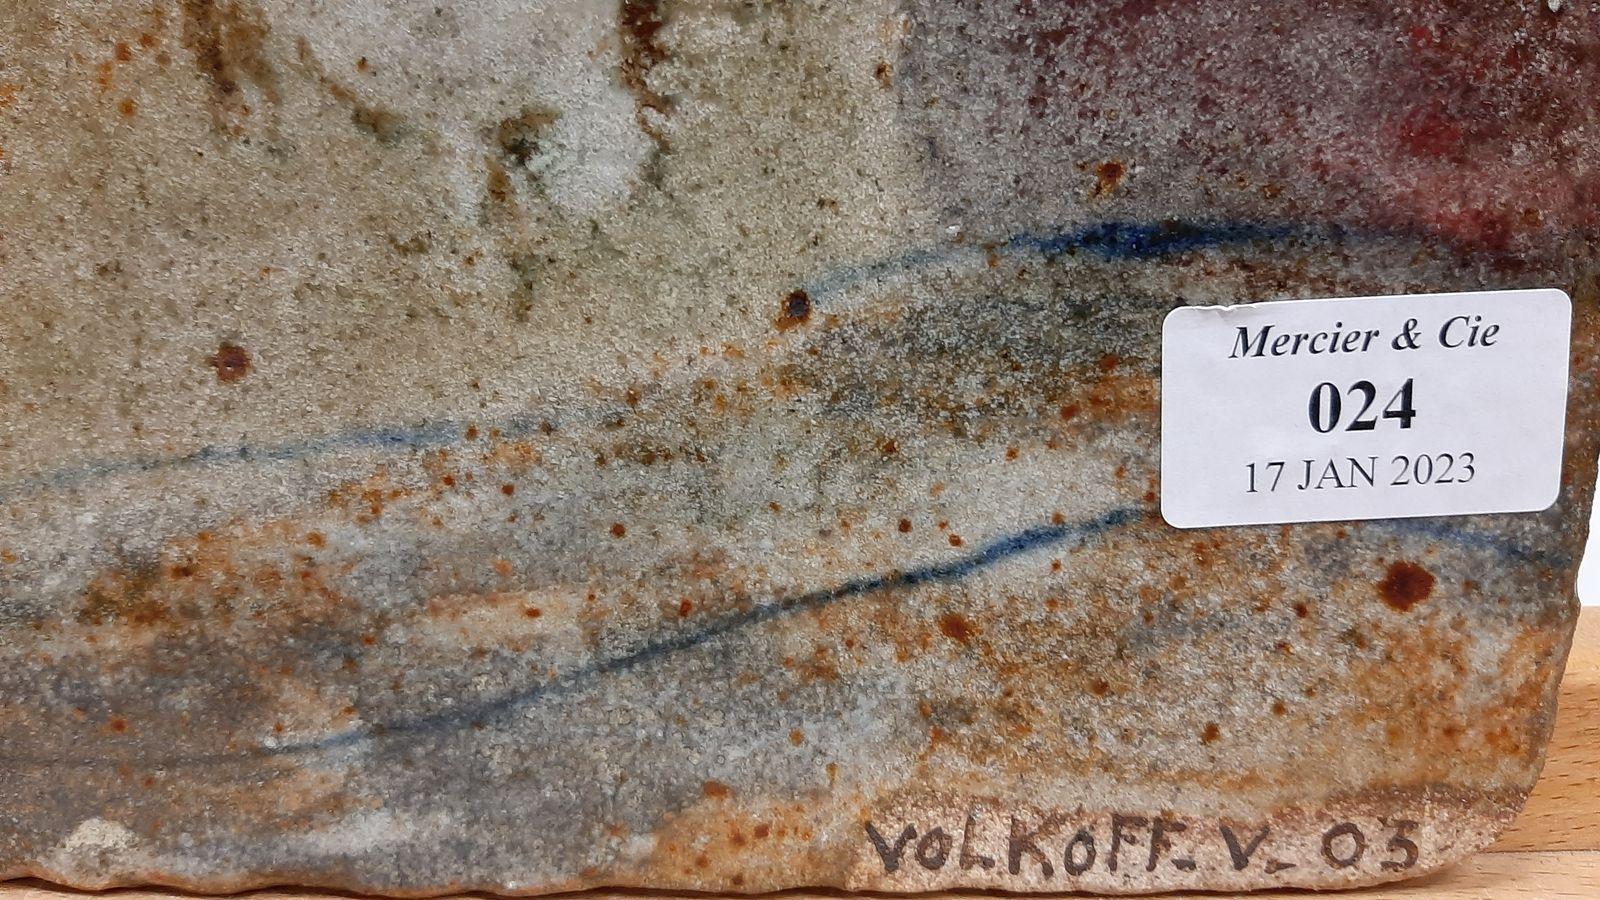 Mercier & Cie
024
17 JAN 2023
VOLKOFF_V_03